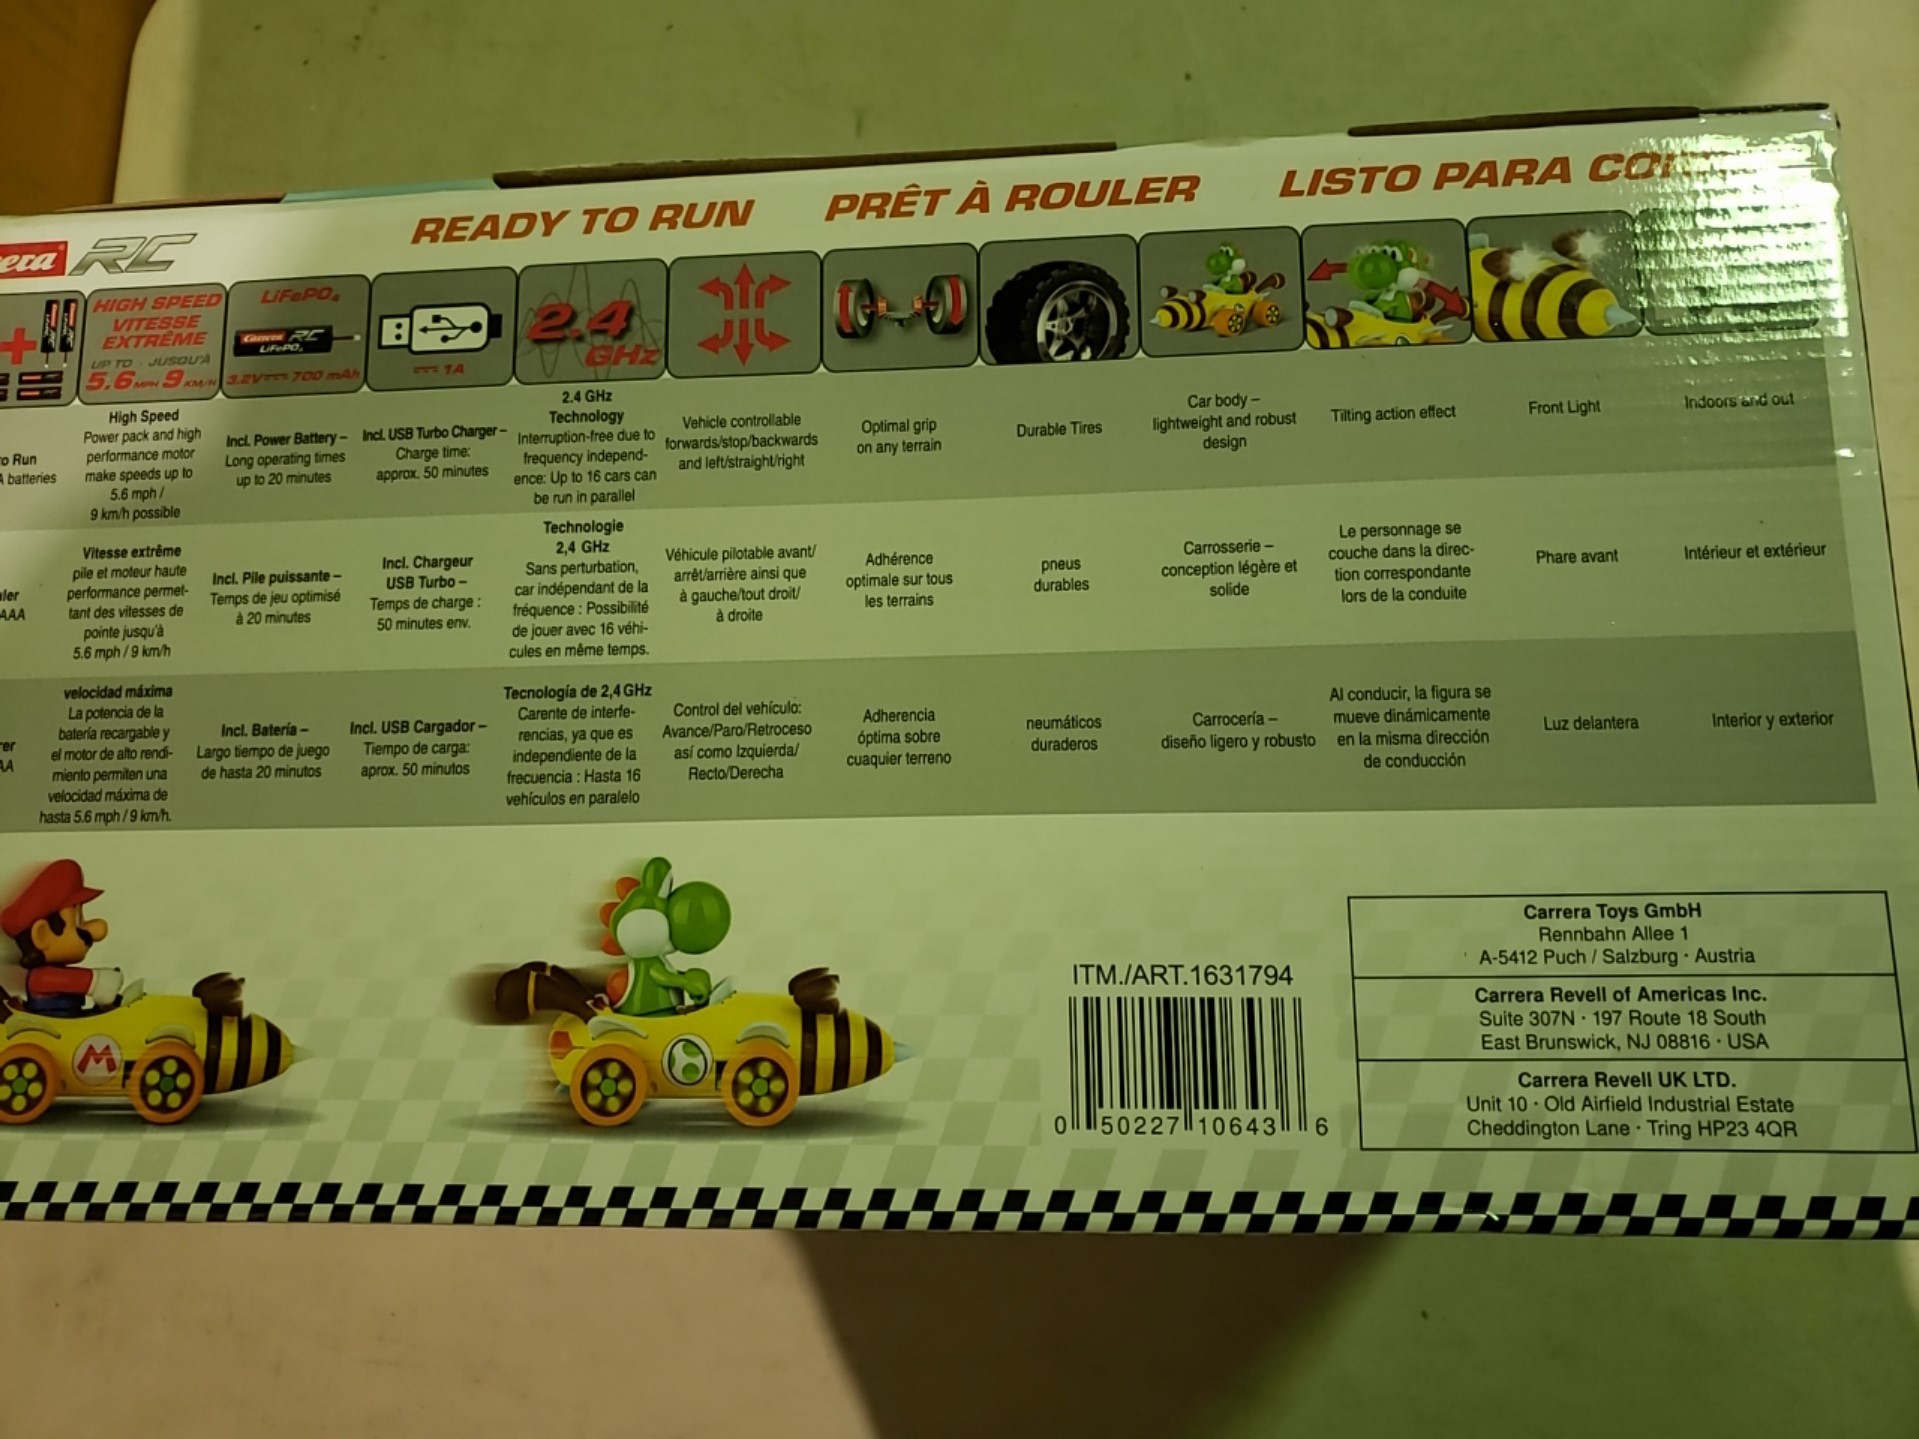 READY TO RUN
PRÊT À ROULER
LISTO PARA
RC
HIGH SPEED
VITESSE
EXTRÊME
UP TO · JUSQU'À
5.6 MPH 9 KM/H
LiFePO₄
Carrera RC
LiFePO₄
3.2V 700 mAh
1A
2.4
GHz
High Speed
Power pack and high
performance motor
make speeds up to
5.6 mph /
9 km/h possible
Incl. Power Battery –
Long operating times
up to 20 minutes
Incl. USB Turbo Charger –
Charge time:
approx. 50 minutes
2.4 GHz
Technology
Interruption-free due to
frequency independ-
ence: Up to 16 cars can
be run in parallel
Vehicle controllable
forwards/stop/backwards
and left/straight/right
Optimal grip
on any terrain
Durable Tires
Car body –
lightweight and robust
design
Tilting action effect
Front Light
Indoors and out
Run
batteries
Vitesse extrême
pile et moteur haute
performance permet-
tant des vitesses de
pointe jusqu'à
5.6 mph / 9 km/h
Incl. Pile puissante –
Temps de jeu optimisé
à 20 minutes
Incl. Chargeur
USB Turbo –
Temps de charge :
50 minutes env.
Technologie
2,4 GHz
Sans perturbation,
car indépendant de la
fréquence : Possibilité
de jouer avec 16 véhi-
cules en même temps.
Véhicule pilotable avant/
arrêt/arrière ainsi que
à gauche/tout droit/
à droite
Adhérence
optimale sur tous
les terrains
pneus
durables
Carrosserie –
conception légère et
solide
Le personnage se
couche dans la direc-
tion correspondante
lors de la conduite
Phare avant
Intérieur et extérieur
AAA
velocidad máxima
La potencia de la
batería recargable y
el motor de alto rendi-
miento permiten una
velocidad máxima de
hasta 5.6 mph / 9 km/h.
Incl. Batería –
Largo tiempo de juego
de hasta 20 minutos
Incl. USB Cargador –
Tiempo de carga:
aprox. 50 minutos
Tecnología de 2,4 GHz
Carente de interfe-
rencias, ya que es
independiente de la
frecuencia : Hasta 16
vehículos en paralelo
Control del vehículo:
Avance/Paro/Retroceso
así como Izquierda/
Recto/Derecha
Adherencia
óptima sobre
cuaquier terreno
neumáticos
duraderos
Carrocería –
diseño ligero y robusto
Al conducir, la figura se
mueve dinámicamente
en la misma dirección
de conducción
Luz delantera
Interior y exterior
M
ITM./ART.1631794
0 50227 10643 6
Carrera Toys GmbH
Rennbahn Allee 1
A-5412 Puch / Salzburg · Austria
Carrera Revell of Americas Inc.
Suite 307N · 197 Route 18 South
East Brunswick, NJ 08816 · USA
Carrera Revell UK LTD.
Unit 10 · Old Airfield Industrial Estate
Cheddington Lane · Tring HP23 4QR